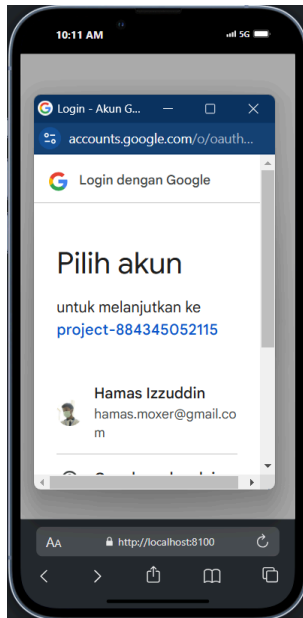 10:11 AM
5G
Login - Akun G...
accounts.google.com/o/oauth...
Login dengan Google
Pilih akun
untuk melanjutkan ke
project-884345052115
Hamas Izzuddin
hamas.moxer@gmail.co
m
AA
http://localhost:8100